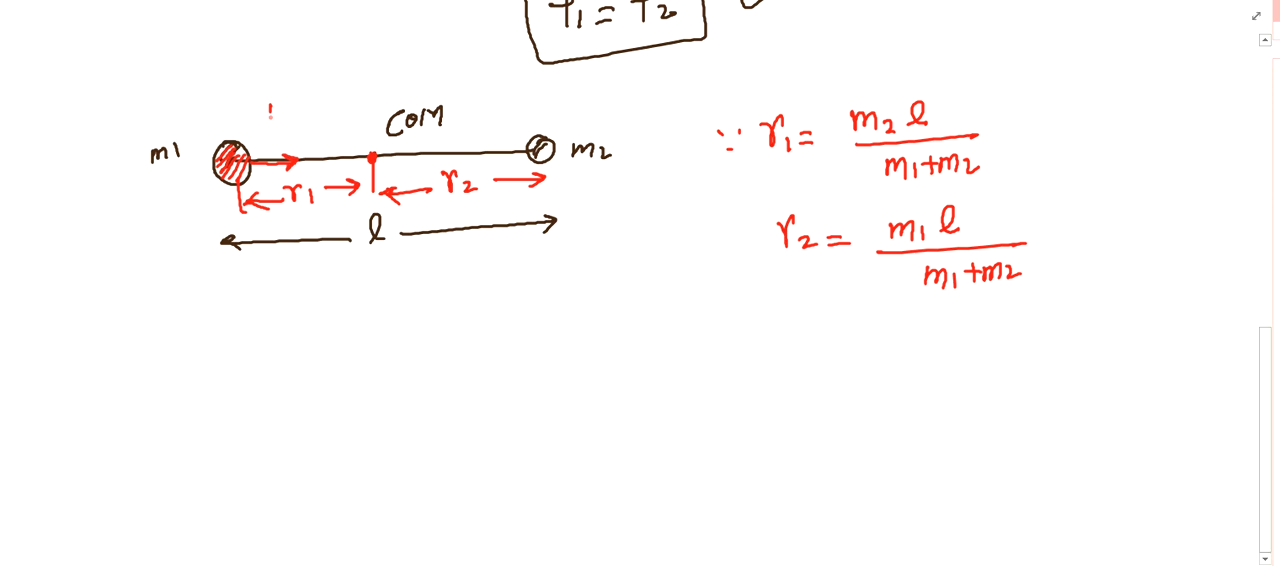 T1 = T2
COM
m1
m2
r1
r2
l
∵ r1 = m2 l / m1+m2
r2 = m1 l / m1+m2